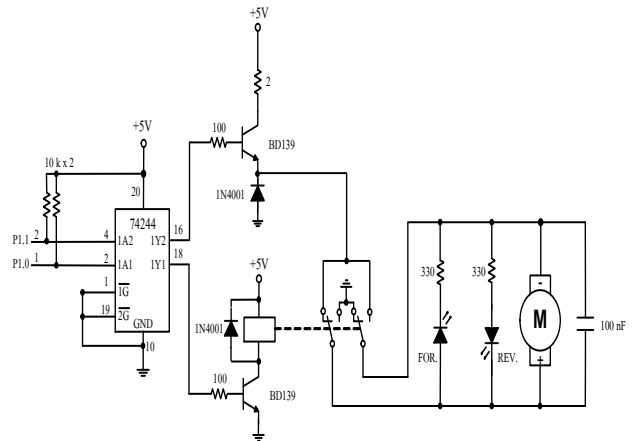 +5V
2
+5V
100
BD139
10 k x 2
20
1N4001
74244
16
P1.1
2
4
1A2
1Y2
18
P1.0
1
2
1A1
1Y1
+5V
330
330
1
1G
-
M
19
2G
1N4001
100 nF
GND
FOR.
REV.
+
10
100
BD139